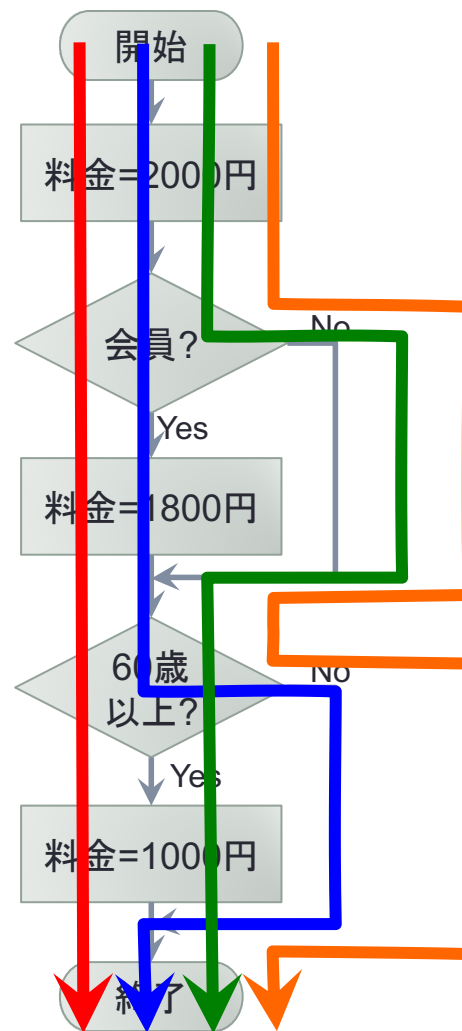 開始
料金=2000円
会員?
No
Yes
料金=1800円
60歳
以上?
No
Yes
料金=1000円
終了